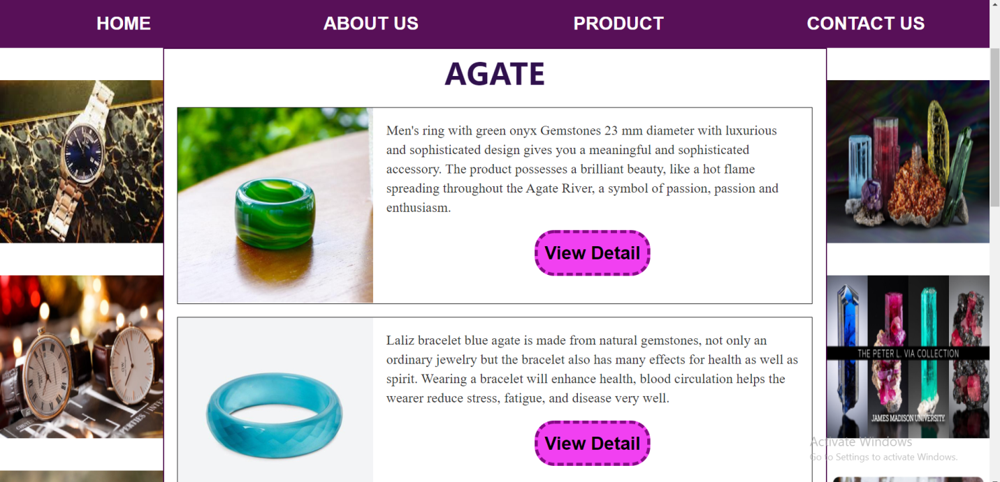 HOME ABOUT US PRODUCT CONTACT US
AGATE
Men's ring with green onyx Gemstones 23 mm diameter with luxurious
and sophisticated design gives you a meaningful and sophisticated
accessory. The product possesses a brilliant beauty, like a hot flame
spreading throughout the Agate River, a symbol of passion, passion and
enthusiasm.
View Detail
Laliz bracelet blue agate is made from natural gemstones, not only an
ordinary jewelry but the bracelet also has many effects for health as well as
spirit. Wearing a bracelet will enhance health, blood circulation helps the
wearer reduce stress, fatigue, and disease very well.
View Detail
THE PETER L. VIA COLLECTION
JAMES MADISON UNIVERSITY.
Activate Windows
Go to Settings to activate Windows.